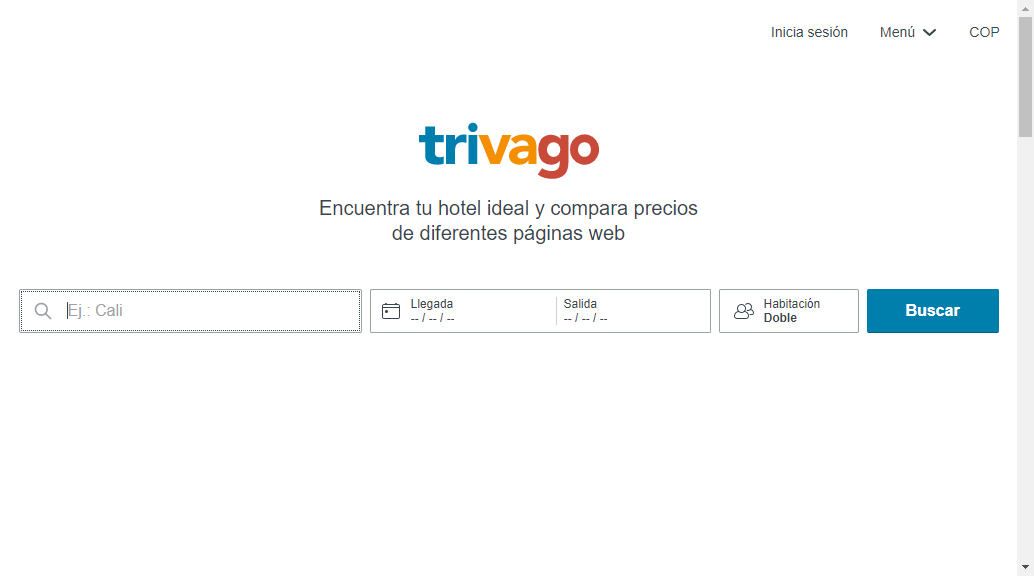 Inicia sesión Menú COP
trivago
Encuentra tu hotel ideal y compara precios
de diferentes páginas web
Ej.: Cali
Llegada
-- / -- / --
Salida
-- / -- / --
Habitación
Doble
Buscar